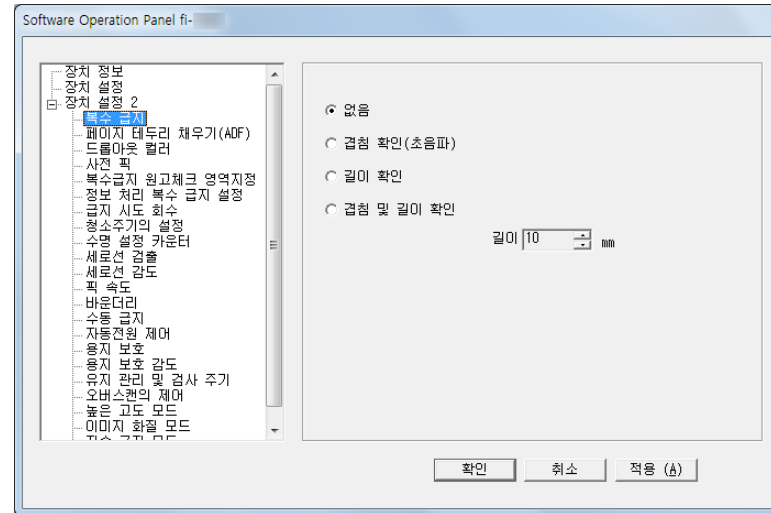 Software Operation Panel fi-
장치 정보
장치 설정
장치 설정 2
복수 급지
페이지 테두리 채우기(ADF)
드롭아웃 컬러
사전 픽
복수급지 원고체크 영역지정
정보 처리 복수 급지 설정
급지 시도 회수
청소주기의 설정
수명 설정 카운터
세로선 검출
세로선 감도
픽 속도
바운더리
수동 급지
자동전원 제어
용지 보호
용지 보호 감도
유지 관리 및 검사 주기
오버스캔의 제어
높은 고도 모드
이미지 화질 모드
없음
겹침 확인(초음파)
길이 확인
겹침 및 길이 확인
길이 10 mm
확인 취소 적용 (A)